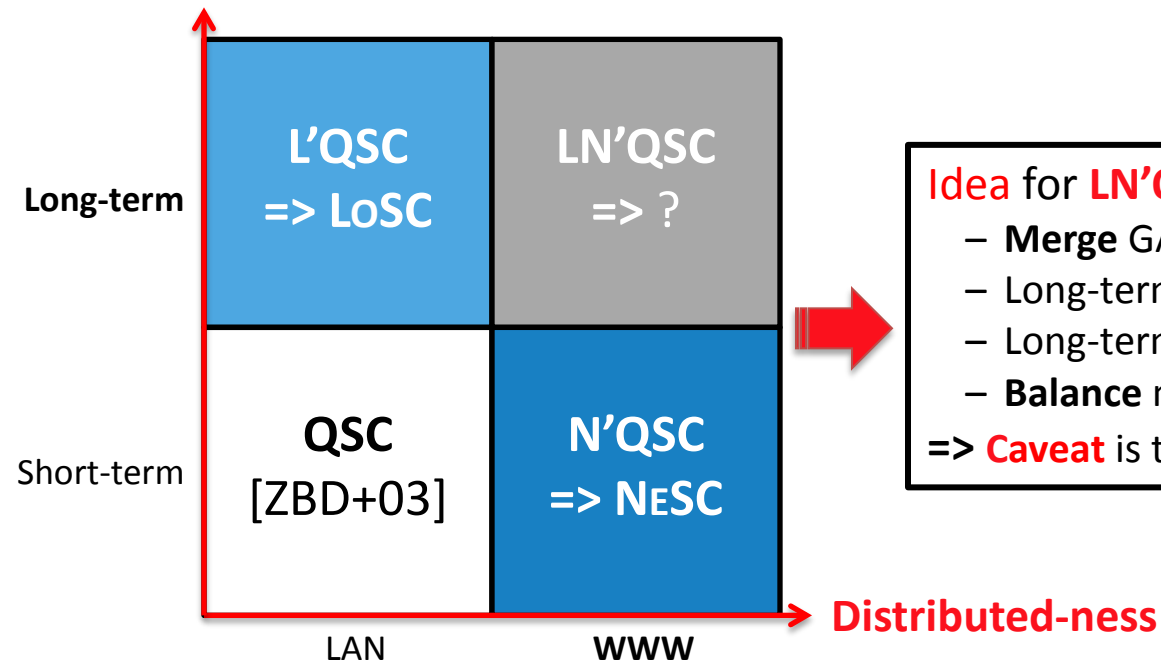 Long-term
L'QSC
=> LoSC
LN'QSC
=> ?
Short-term
QSC
[ZBD+03]
N'QSC
=> NESC
LAN
WWW
Distributed-ness
Idea for LN'
– Merge
– Long-term
– Long-term
– Balance
=> Caveat is